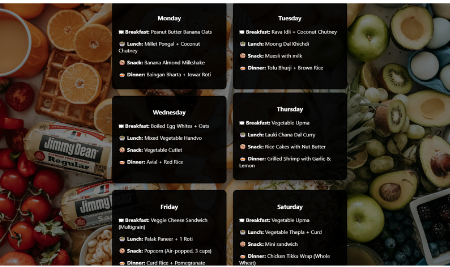 Monday
Breakfast: Peanut Butter Banana Oats
Lunch: Millet Pongal + Coconut
Chutney
Snack: Banana Almond Milkshake
Dinner: Baingan Bharta + Jowar Roti
Tuesday
Breakfast: Rava Idli + Coconut Chutney
Lunch: Moong Dal Khichdi
Snack: Muesli with milk
Dinner: Tofu Bhurji + Brown Rice
Wednesday
Breakfast: Boiled Egg Whites + Oats
Lunch: Mixed Vegetable Handvo
Snack: Vegetable Cutlet
Dinner: Avial + Red Rice
Thursday
Breakfast: Vegetable Upma
Lunch: Lauki Chana Dal Curry
Snack: Rice Cakes with Nut Butter
Dinner: Grilled Shrimp with Garlic &
Lemon
Friday
Breakfast: Veggie Cheese Sandwich
(Multigrain)
Lunch: Palak Paneer + 1 Roti
Snack: Popcorn (Air-popped, 3 cups)
Dinner: Curd Rice + Pomegranate
Saturday
Breakfast: Vegetable Upma
Lunch: Vegetable Thepla + Curd
Snack: Mini sandwich
Dinner: Chicken Tikka Wrap (Whole
Wheat)
Jimmy Dean
Regular
Jimmy Dean